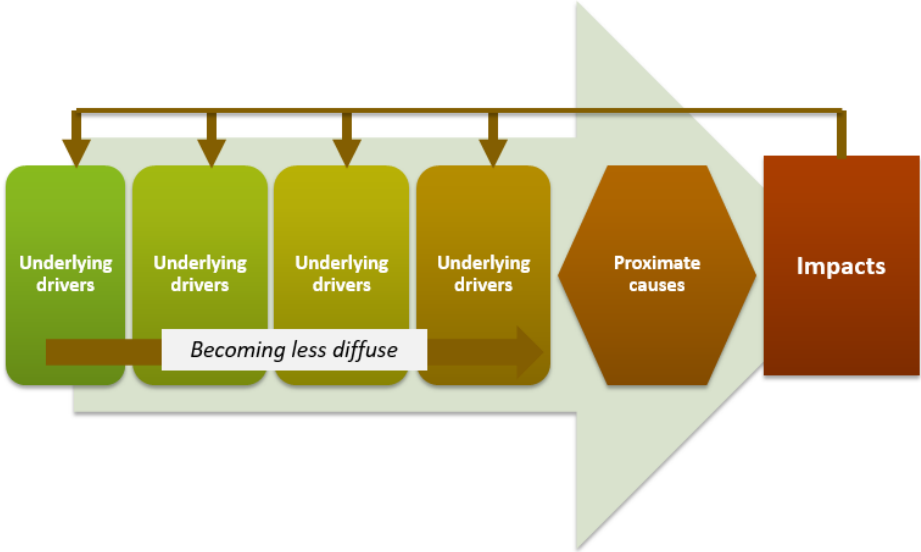 Underlying
drivers
Underlying
drivers
Underlying
drivers
Underlying
drivers
Becoming less diffuse
Proximate
causes
Impacts